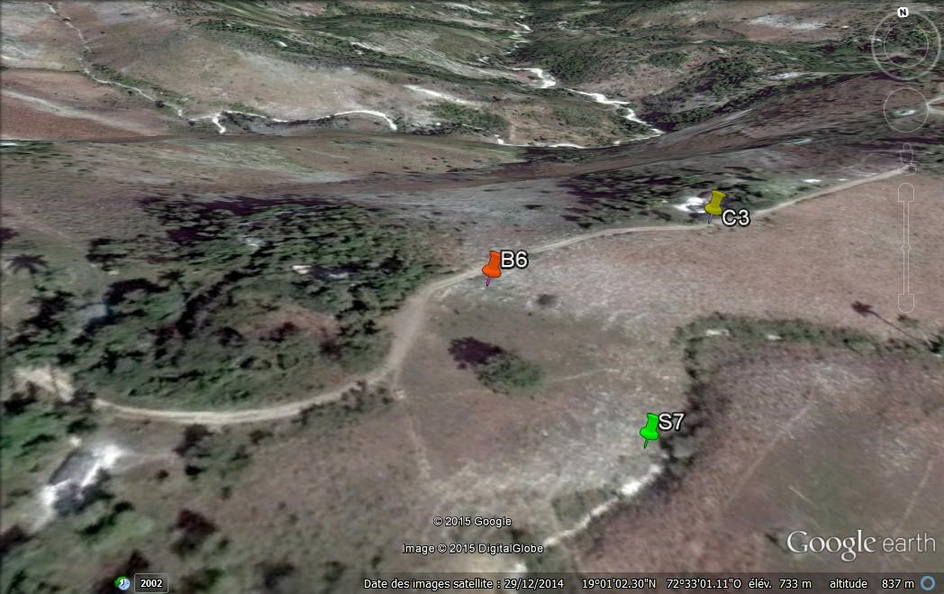 N
C3
B6
S7
© 2015 Google
Image © 2015 DigitalGlobe
Google earth
2002
Date des images satellite : 29/12/2014 19°01'02.30"N 72°33'01.11"O élév. 733 m altitude 837 m